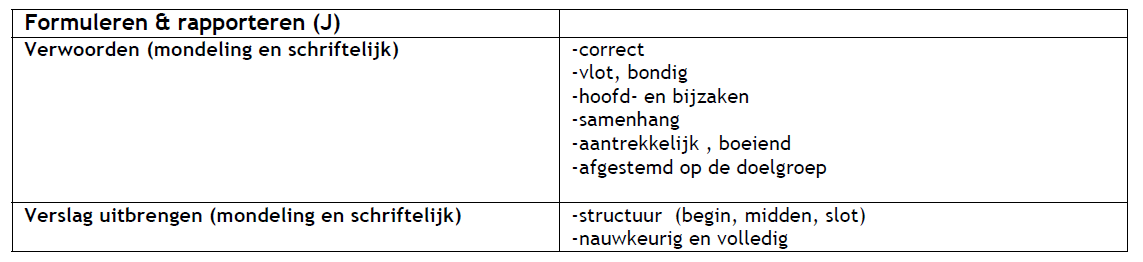 Formuleren & rapporteren (J)
Verwoorden (mondeling en schriftelijk)
-correct
-vlot, bondig
-hoofd- en bijzaken
-samenhang
-aantrekkelijk , boeiend
-afgestemd op de doelgroep
Verslag uitbrengen (mondeling en schriftelijk)
-structuur  (begin, midden, slot)
-nauwkeurig en volledig